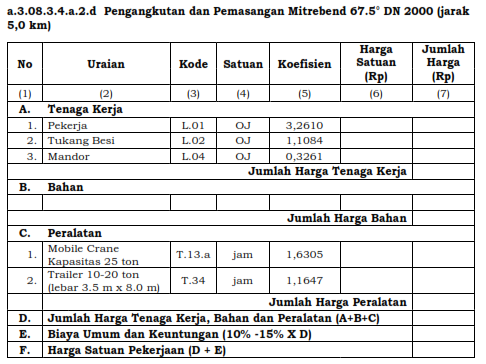 a.3.08.3.4.a.2.d Pengangkutan dan Pemasangan Mitrebend 67.5° DN 2000 (jarak
5,0 km)
No Uraian Kode Satuan Koefisien Harga Satuan (Rp) Jumlah Harga (Rp)
(1) (2) (3) (4) (5) (6) (7)
A. Tenaga Kerja
1. Pekerja L.01 OJ 3,2610
2. Tukang Besi L.02 OJ 1,1084
3. Mandor L.04 OJ 0,3261
Jumlah Harga Tenaga Kerja
B. Bahan
Jumlah Harga Bahan
C. Peralatan
1. Mobile Crane Kapasitas 25 ton T.13.a jam 1,6305
2. Trailer 10-20 ton (lebar 3.5 m x 8.0 m) T.34 jam 1,1647
Jumlah Harga Peralatan
D. Jumlah Harga Tenaga Kerja, Bahan dan Peralatan (A+B+C)
E. Biaya Umum dan Keuntungan (10% -15% X D)
F. Harga Satuan Pekerjaan (D + E)